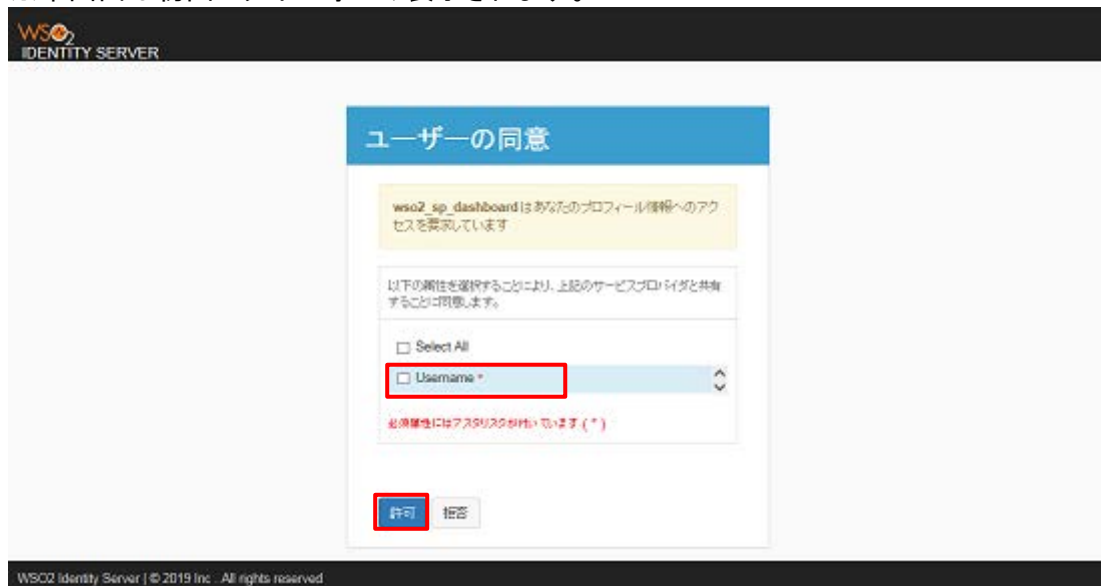 WSO2
IDENTITY SERVER
ユーザーの同意
wso2_sp_dashboardはあなたのプロフィール情報へのアク
セスを要求しています
以下の属性を選択することにより、上記のサービスプロバイダと共有
することに同意します。
Select All
Username *
必須属性にはアスタリスクが付いています ( * )
許可 拒否
WSO2 Identity Server | © 2019 Inc . All rights reserved